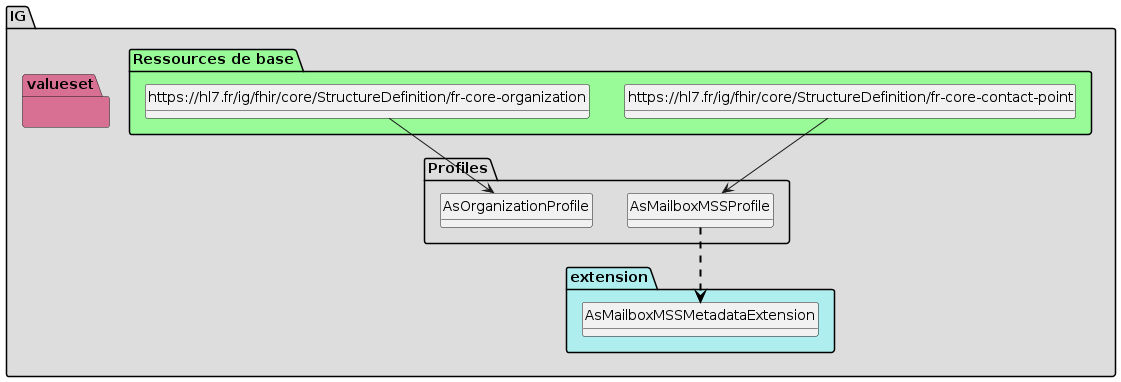 IG
Ressources de base
valueset
https://hl7.fr/ig/fhir/core/StructureDefinition/fr-core-organization
https://hl7.fr/ig/fhir/core/StructureDefinition/fr-core-contact-point
Profiles
AsOrganizationProfile
AsMailboxMSSProfile
extension
AsMailboxMSSMetadataExtension